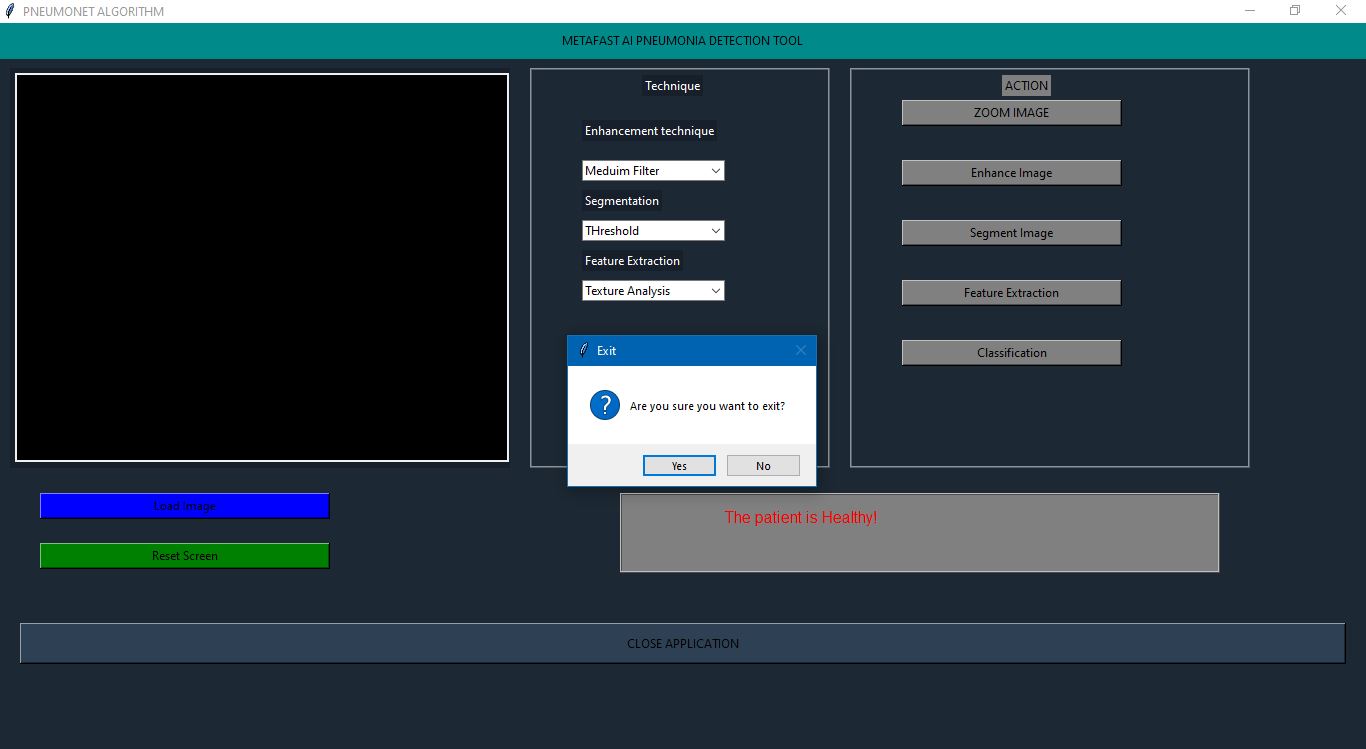 PNEUMONET ALGORITHM
METAFAST AI PNEUMONIA DETECTION TOOL
Technique
Enhancement technique
Meduim Filter
Segmentation
THreshold
Feature Extraction
Texture Analysis
ACTION
ZOOM IMAGE
Enhance Image
Segment Image
Feature Extraction
Classification
Exit
? Are you sure you want to exit?
Yes
No
Load Image
Reset Screen
The patient is Healthy!
CLOSE APPLICATION